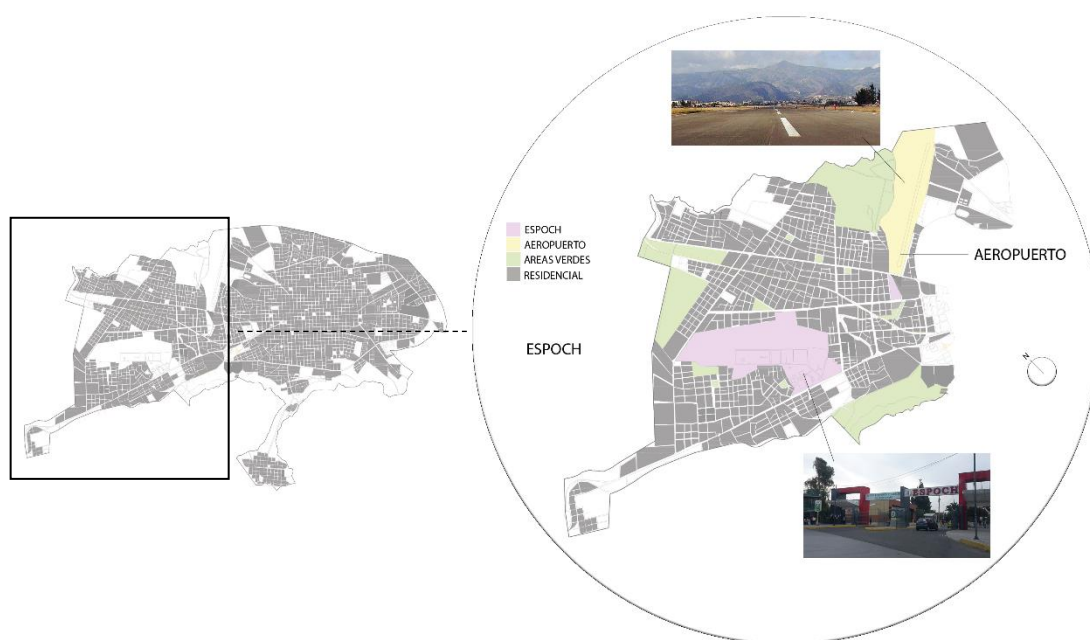 ESPOCH
AEROPUERTO
AREAS VERDES
RESIDENCIAL
AEROPUERTO
ESPOCH
N
ESPOCH